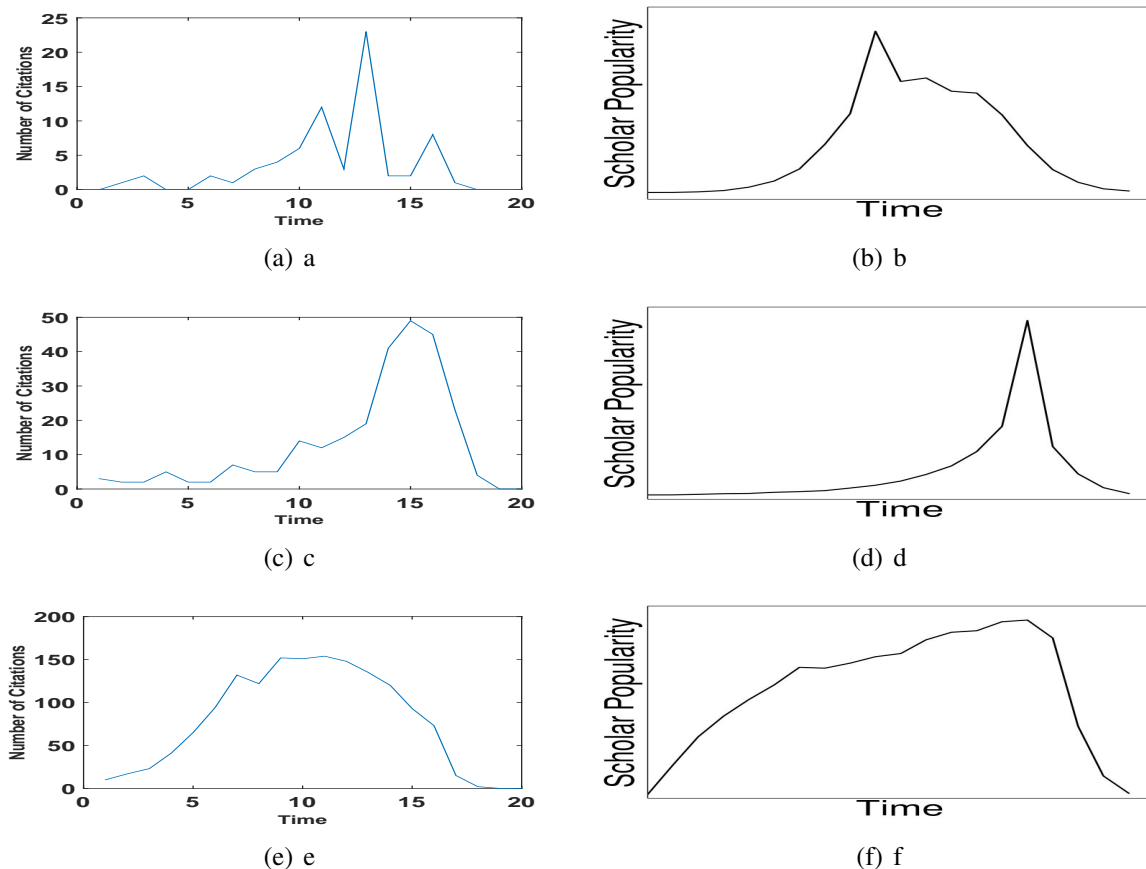 25
20
15
10
5
0
Number of Citations
0 5 10 15 20
Time
(a) a
Scholar Popularity
Time
(b) b
50
40
30
20
10
0
Number of Citations
0 5 10 15 20
Time
(c) c
Scholar Popularity
Time
(d) d
200
150
100
50
0
Number of Citations
0 5 10 15 20
Time
(e) e
Scholar Popularity
Time
(f) f